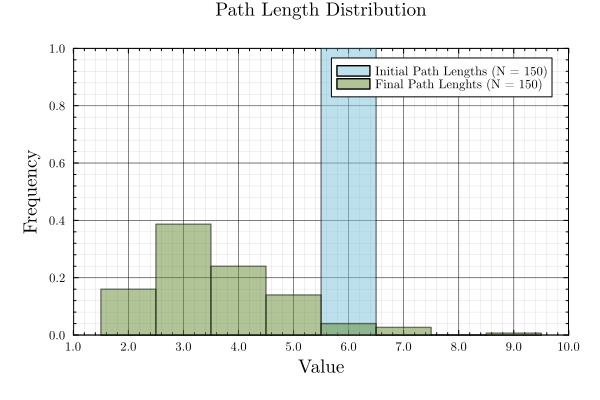 Path Length Distribution
1.0
0.8
0.6
0.4
0.2
0.0
Frequency
Initial Path Lengths (N = 150)
Final Path Lenghts (N = 150)
1.0 2.0 3.0 4.0 5.0 6.0 7.0 8.0 9.0 10.0
Value